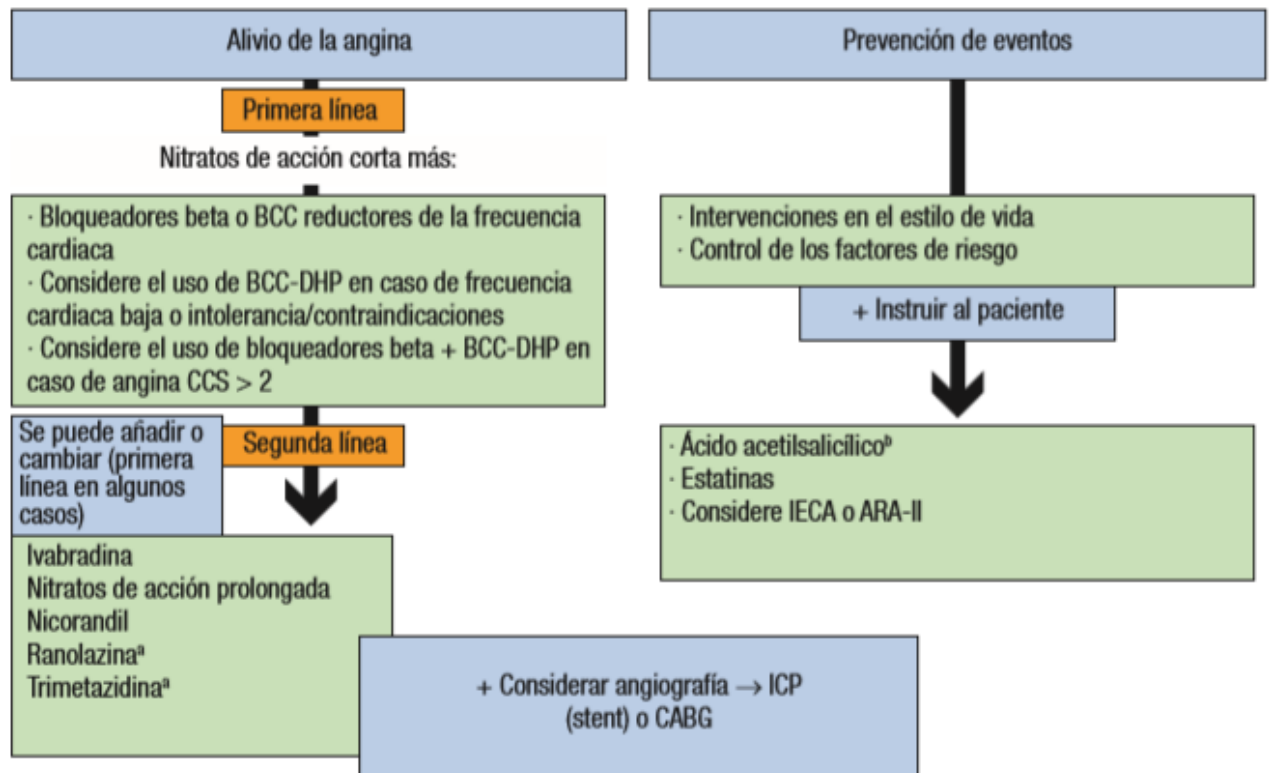 Alivio de la angina
Primera línea
Nitratos de acción corta más:
· Bloqueadores beta o BCC reductores de la frecuencia
cardiaca
· Considere el uso de BCC-DHP en caso de frecuencia
cardiaca baja o intolerancia/contraindicaciones
· Considere el uso de bloqueadores beta + BCC-DHP en
caso de angina CCS > 2
Se puede añadir o
cambiar (primera
línea en algunos
casos)
Segunda línea
Ivabradina
Nitratos de acción prolongada
Nicorandil
Ranolazinaª
Trimetazidinaª
+ Considerar angiografía → ICP
(stent) o CABG
Prevención de eventos
· Intervenciones en el estilo de vida
· Control de los factores de riesgo
+ Instruir al paciente
· Ácido acetilsalicílicoᵇ
· Estatinas
· Considere IECA o ARA-II